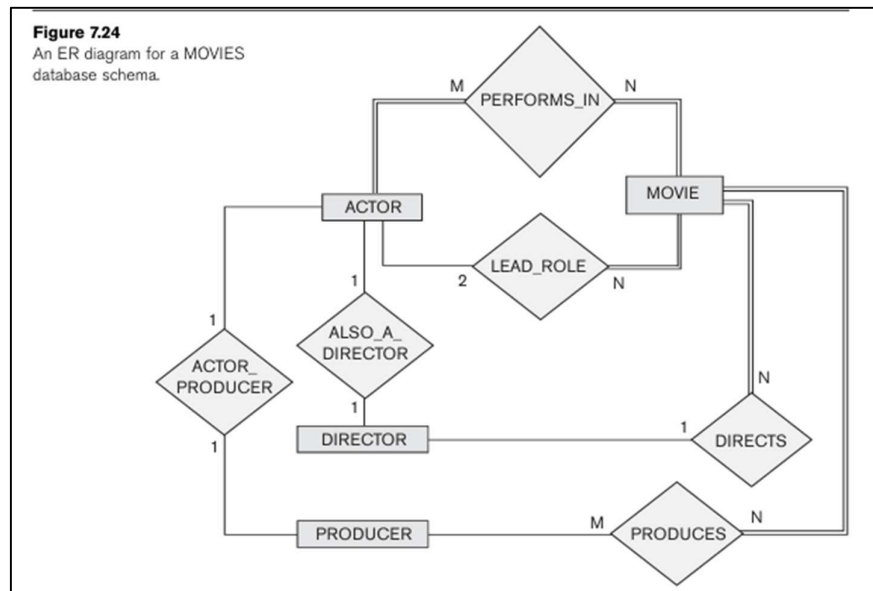 Figure 7.24
An ER diagram for a MOVIES
database schema.
M
PERFORMS_IN
N
MOVIE
ACTOR
LEAD_ROLE
2
N
1
ALSO_A_
DIRECTOR
1
1
ACTOR_
PRODUCER
1
DIRECTOR
1
DIRECTS
N
PRODUCER
M
PRODUCES
N